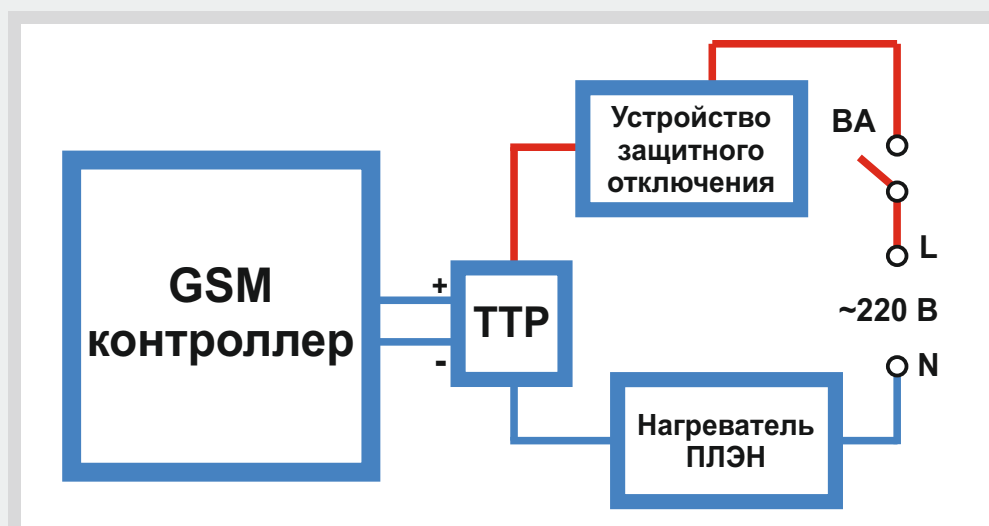 Устройство
защитного
отключения
ВА
GSM
контроллер
+
-
ТТР
L
~220 В
N
Нагреватель
ПЛЭН